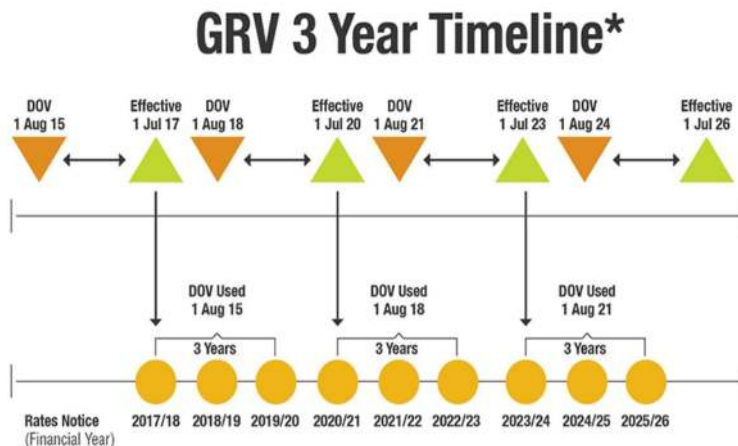 GRV 3 Year Timeline*
DOV
1 Aug 15
Effective
1 Jul 17
DOV
1 Aug 18
Effective
1 Jul 20
DOV
1 Aug 21
Effective
1 Jul 23
DOV
1 Aug 24
Effective
1 Jul 26
DOV Used
1 Aug 15
3 Years
DOV Used
1 Aug 18
3 Years
DOV Used
1 Aug 21
3 Years
Rates Notice
(Financial Year)
2017/18
2018/19
2019/20
2020/21
2021/22
2022/23
2023/24
2024/25
2025/26